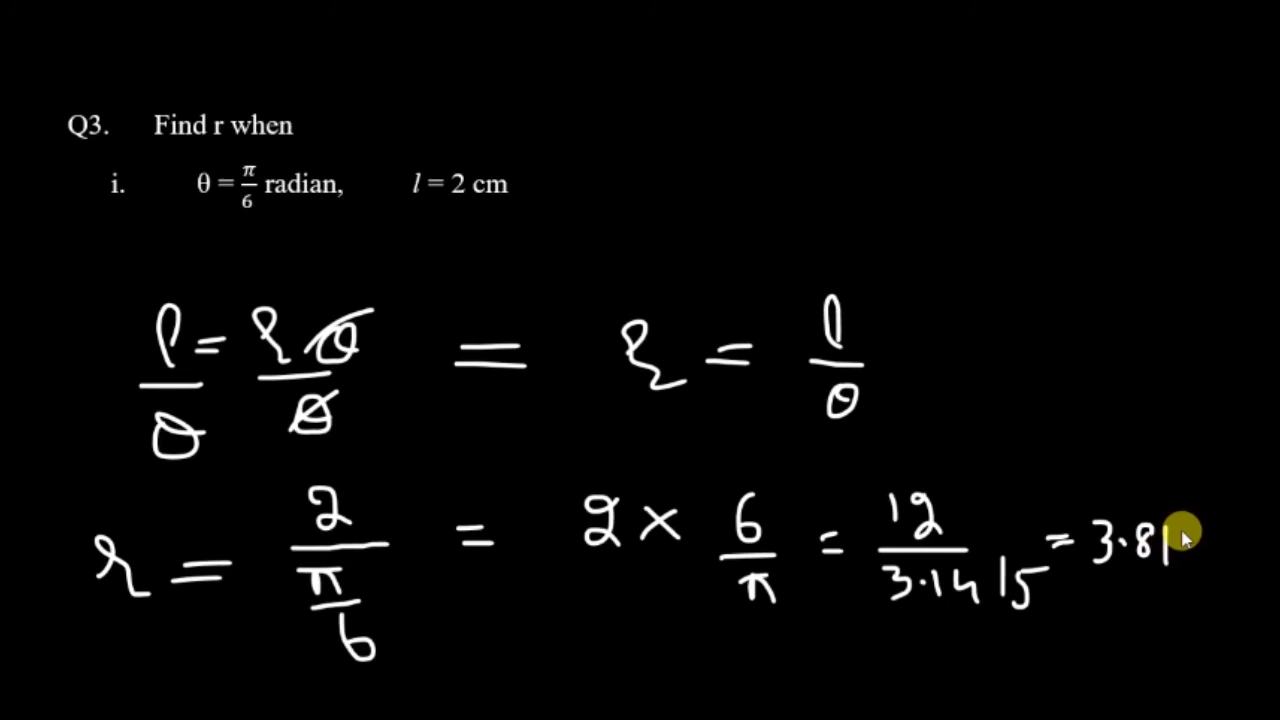 Q3. Find r when
i. θ = π/6 radian, l = 2 cm
l/θ = rθ/θ = r = l/θ
r = 2/(π/6) = 2 × 6/π = 12/3.1415 = 3.81